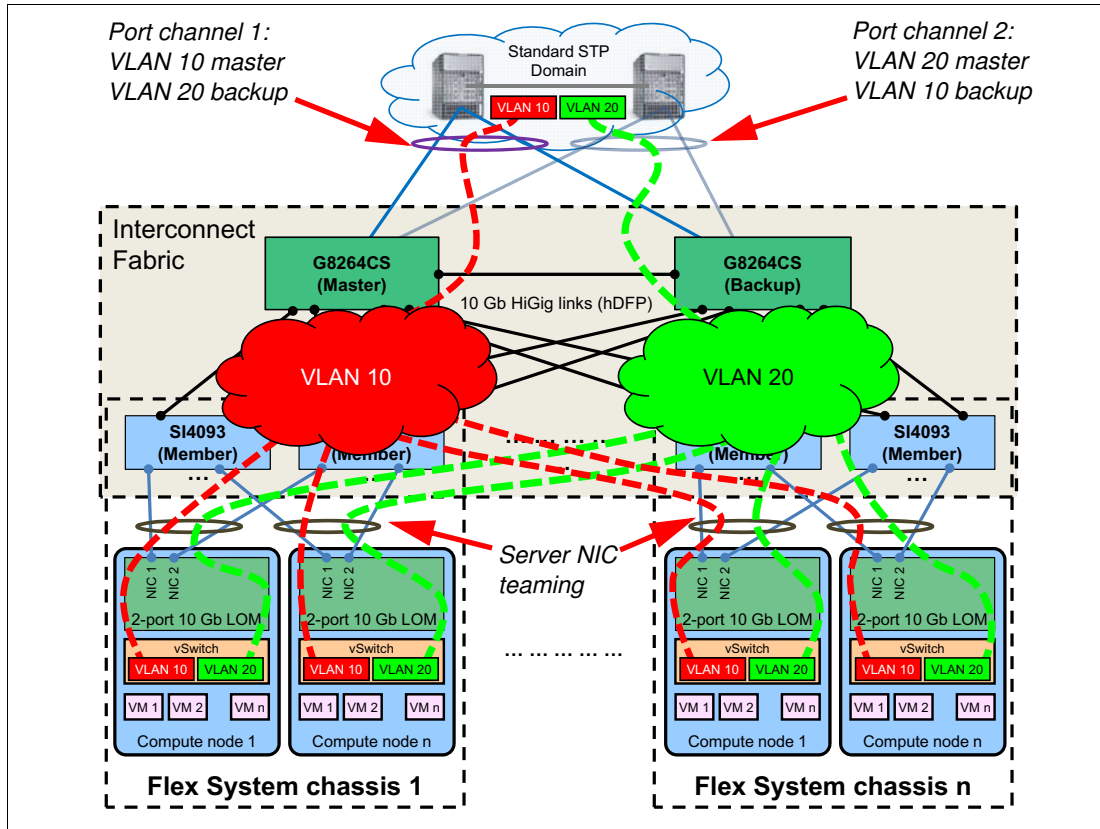 Port channel 1:
VLAN 10 master
VLAN 20 backup
Standard STP
Domain
VLAN 10
VLAN 20
Port channel 2:
VLAN 20 master
VLAN 10 backup
Interconnect
Fabric
G8264CS
(Master)
G8264CS
(Backup)
10 Gb HiGig links (hDFP)
VLAN 10
VLAN 20
SI4093
(Member)
(Member)
... ... ... ...
(Member)
SI4093
(Member)
...
...
...
...
Server NIC
teaming
NIC 1
NIC 2
NIC 1
NIC 2
NIC 1
NIC 2
NIC 1
NIC 2
2-port 10 Gb LOM
2-port 10 Gb LOM
2-port 10 Gb LOM
2-port 10 Gb LOM
vSwitch
vSwitch
vSwitch
vSwitch
VLAN 10
VLAN 20
VLAN 10
VLAN 20
... ... ... ... ...
VLAN 10
VLAN 20
VLAN 10
VLAN 20
VM 1
VM 2
VM n
VM 1
VM 2
VM n
VM 1
VM 2
VM n
VM 1
VM 2
VM n
Compute node 1
Compute node n
Compute node 1
Compute node n
Flex System chassis 1
Flex System chassis n